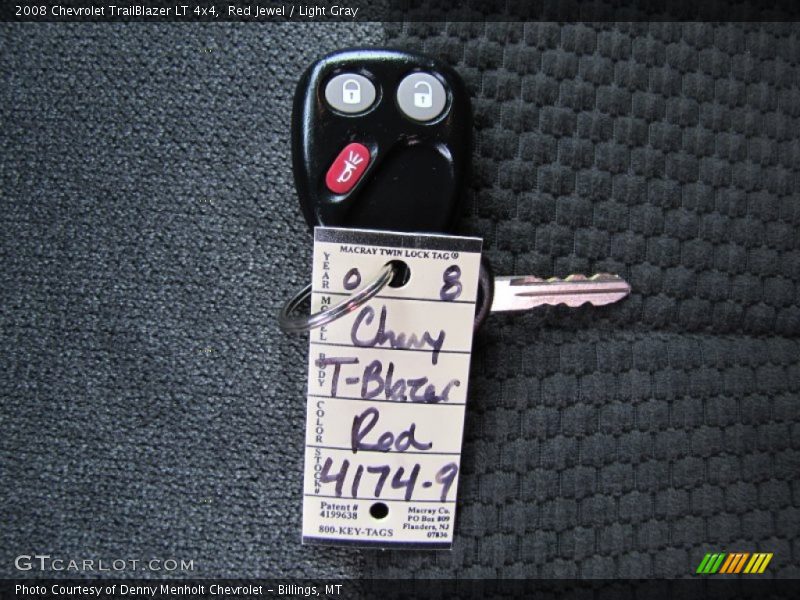 2008 Chevrolet TrailBlazer LT 4x4, Red Jewel / Light Gray
MACRAY TWIN LOCK TAG®
YEAR 0 8
MODEL Chevy
BODY T-Blazer
COLOR Red
STOCK# 4174-9
Patent #
4199638
800-KEY-TAGS
Macray Co.
PO Box 809
Flanders, NJ
07836
GTCARLOT.COM
Photo Courtesy of Denny Menholt Chevrolet – Billings, MT